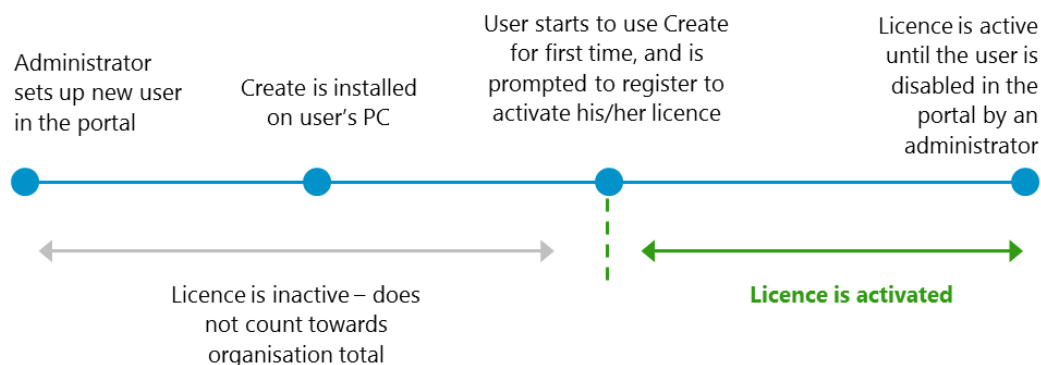 Administrator
sets up new user
in the portal
Create is installed
on user's PC
User starts to use Create
for first time, and is
prompted to register to
activate his/her licence
Licence is active
until the user is
disabled in the
portal by an
administrator
Licence is inactive – does
not count towards
organisation total
Licence is activated